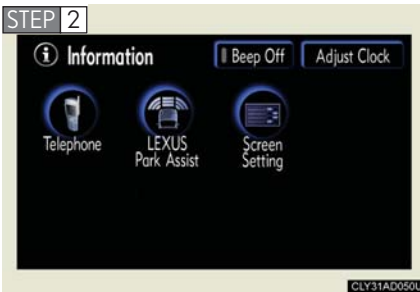 STEP 2
i Information
Beep Off
Adjust Clock
Telephone
LEXUS
Park Assist
Screen
Setting
CLY31AD050U